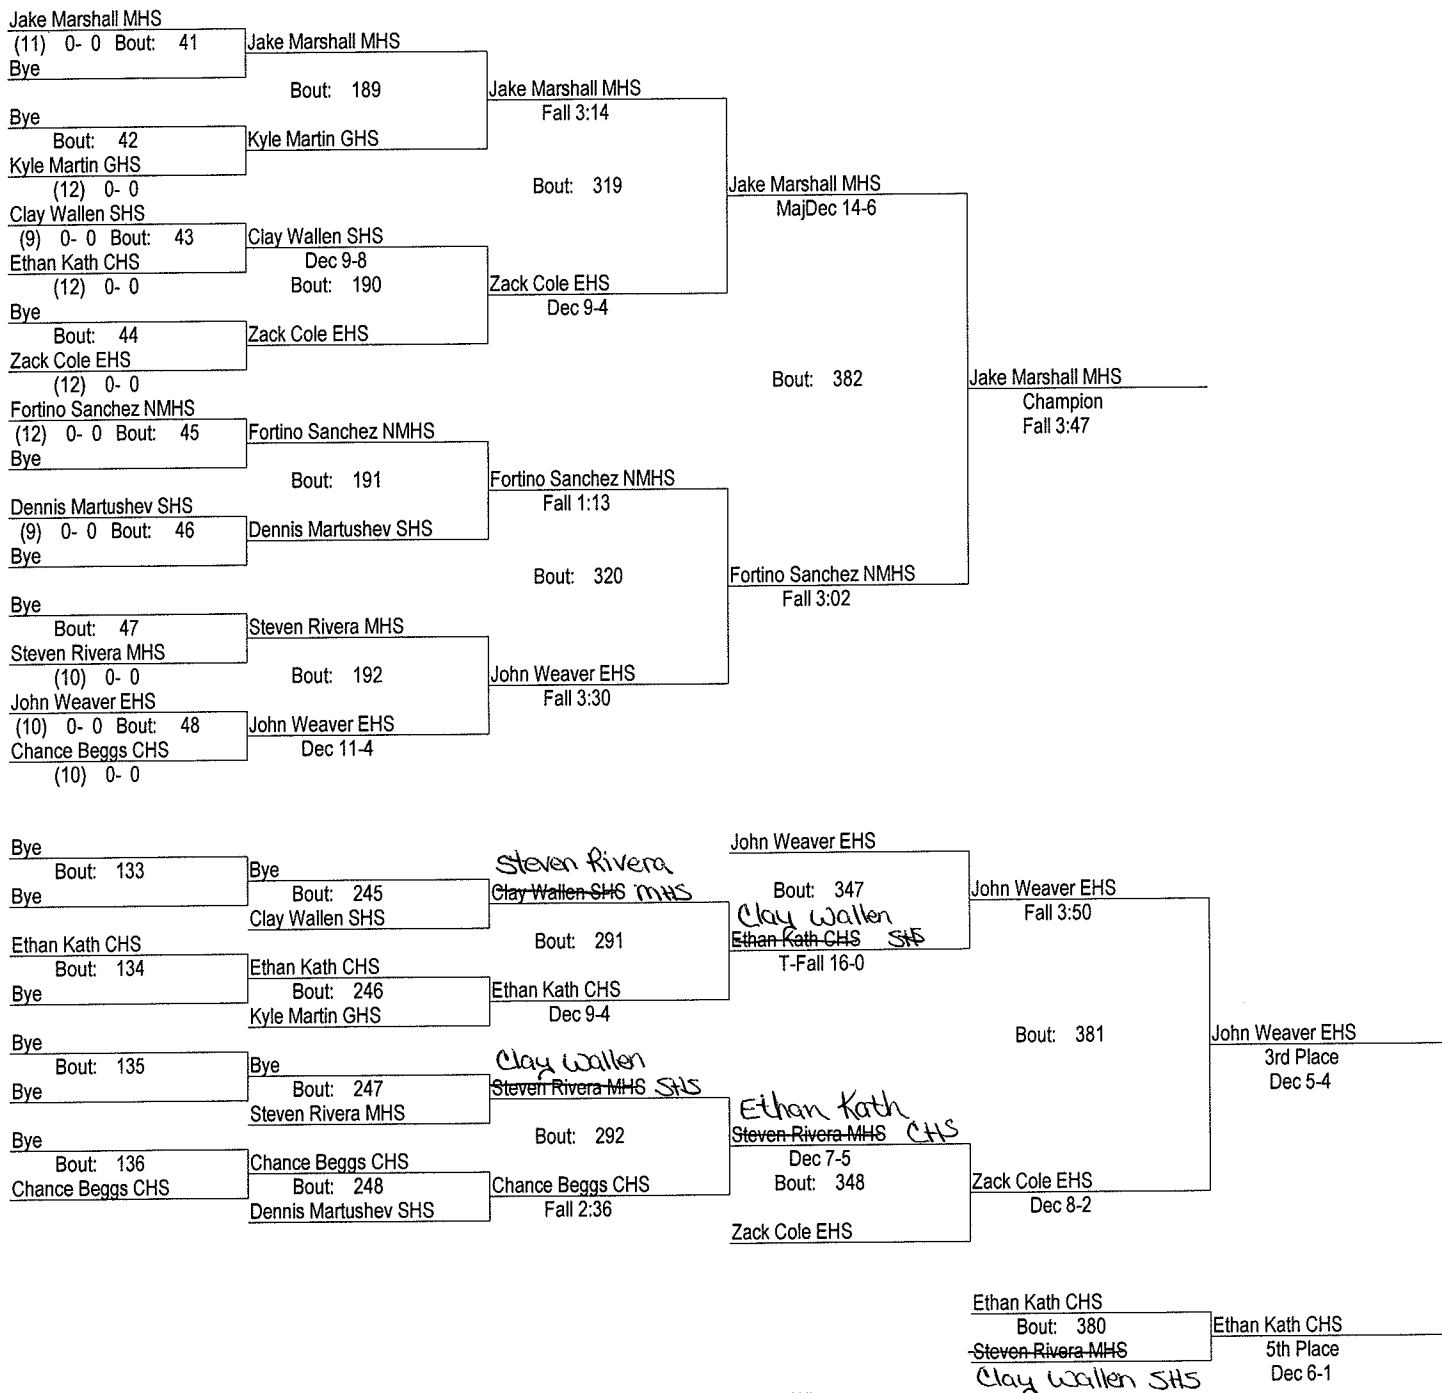 Jake Marshall MHS
(11) 0- 0 Bout: 41
Bye
Jake Marshall MHS
Bout: 189
Bye
Bout: 42
Kyle Martin GHS
(12) 0- 0
Kyle Martin GHS
Jake Marshall MHS
Fall 3:14
Bout: 319
Clay Wallen SHS
(9) 0- 0 Bout: 43
Ethan Kath CHS
(12) 0- 0
Clay Wallen SHS
Dec 9-8
Bout: 190
Bye
Bout: 44
Zack Cole EHS
(12) 0- 0
Zack Cole EHS
Zack Cole EHS
Dec 9-4
Jake Marshall MHS
MajDec 14-6
Bout: 382
Fortino Sanchez NMHS
(12) 0- 0 Bout: 45
Bye
Fortino Sanchez NMHS
Bout: 191
Dennis Martushev SHS
(9) 0- 0 Bout: 46
Bye
Dennis Martushev SHS
Fortino Sanchez NMHS
Fall 1:13
Bout: 320
Bye
Bout: 47
Steven Rivera MHS
(10) 0- 0
Steven Rivera MHS
Bout: 192
John Weaver EHS
(10) 0- 0 Bout: 48
Chance Beggs CHS
(10) 0- 0
John Weaver EHS
Dec 11-4
John Weaver EHS
Fall 3:30
Fortino Sanchez NMHS
Fall 3:02
Jake Marshall MHS
Champion
Fall 3:47
Bye
Bout: 133
Bye
Bye
Bout: 245
Clay Wallen SHS
Steven Rivera
Clay Wallen SHS MHS
Bout: 291
Ethan Kath CHS
Bout: 134
Bye
Ethan Kath CHS
Bout: 246
Kyle Martin GHS
Ethan Kath CHS
Dec 9-4
John Weaver EHS
Bout: 347
Clay Wallen
Ethan Kath CHS SHS
T-Fall 16-0
John Weaver EHS
Fall 3:50
Bout: 381
Bye
Bout: 135
Bye
Bye
Bout: 247
Steven Rivera MHS
Clay Wallen
Steven Rivera MHS SHS
Bout: 292
Bye
Bout: 136
Chance Beggs CHS
Chance Beggs CHS
Bout: 248
Dennis Martushev SHS
Chance Beggs CHS
Fall 2:36
Ethan Kath
Steven Rivera MHS CHS
Dec 7-5
Bout: 348
Zack Cole EHS
Zack Cole EHS
Dec 8-2
John Weaver EHS
3rd Place
Dec 5-4
Ethan Kath CHS
Bout: 380
Steven Rivera MHS
Clay Wallen SHS
Ethan Kath CHS
5th Place
Dec 6-1